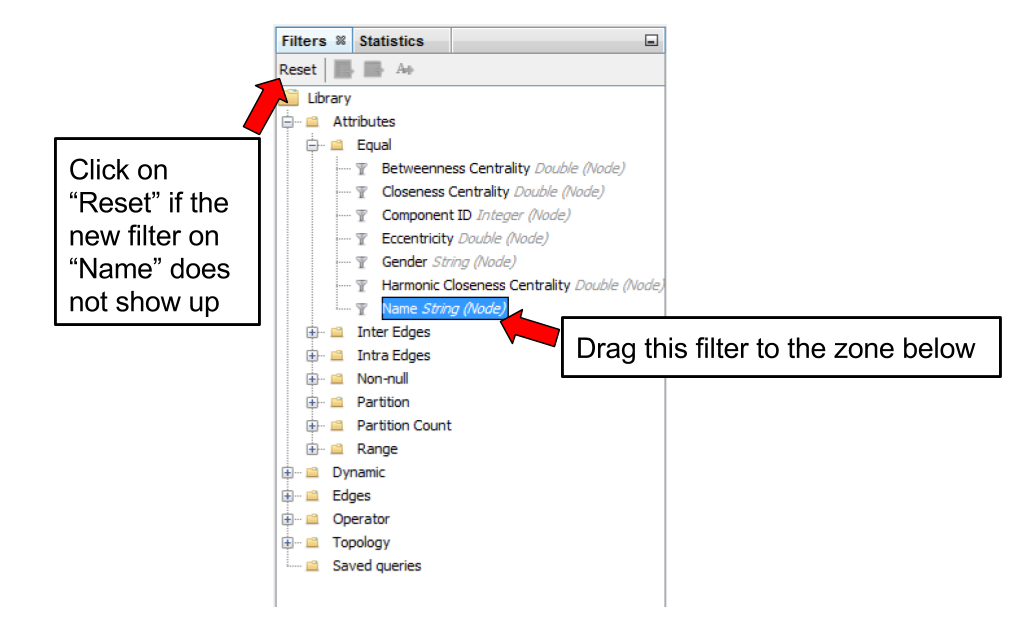 Filters Statistics
Reset
Library
Attributes
Equal
Betweenness Centrality Double (Node)
Closeness Centrality Double (Node)
Component ID Integer (Node)
Eccentricity Double (Node)
Gender String (Node)
Harmonic Closeness Centrality Double (Node)
Name String (Node)
Inter Edges
Intra Edges
Non-null
Partition
Partition Count
Range
Dynamic
Edges
Operator
Topology
Saved queries
Click on
“Reset” if the
new filter on
“Name” does
not show up
Drag this filter to the zone below